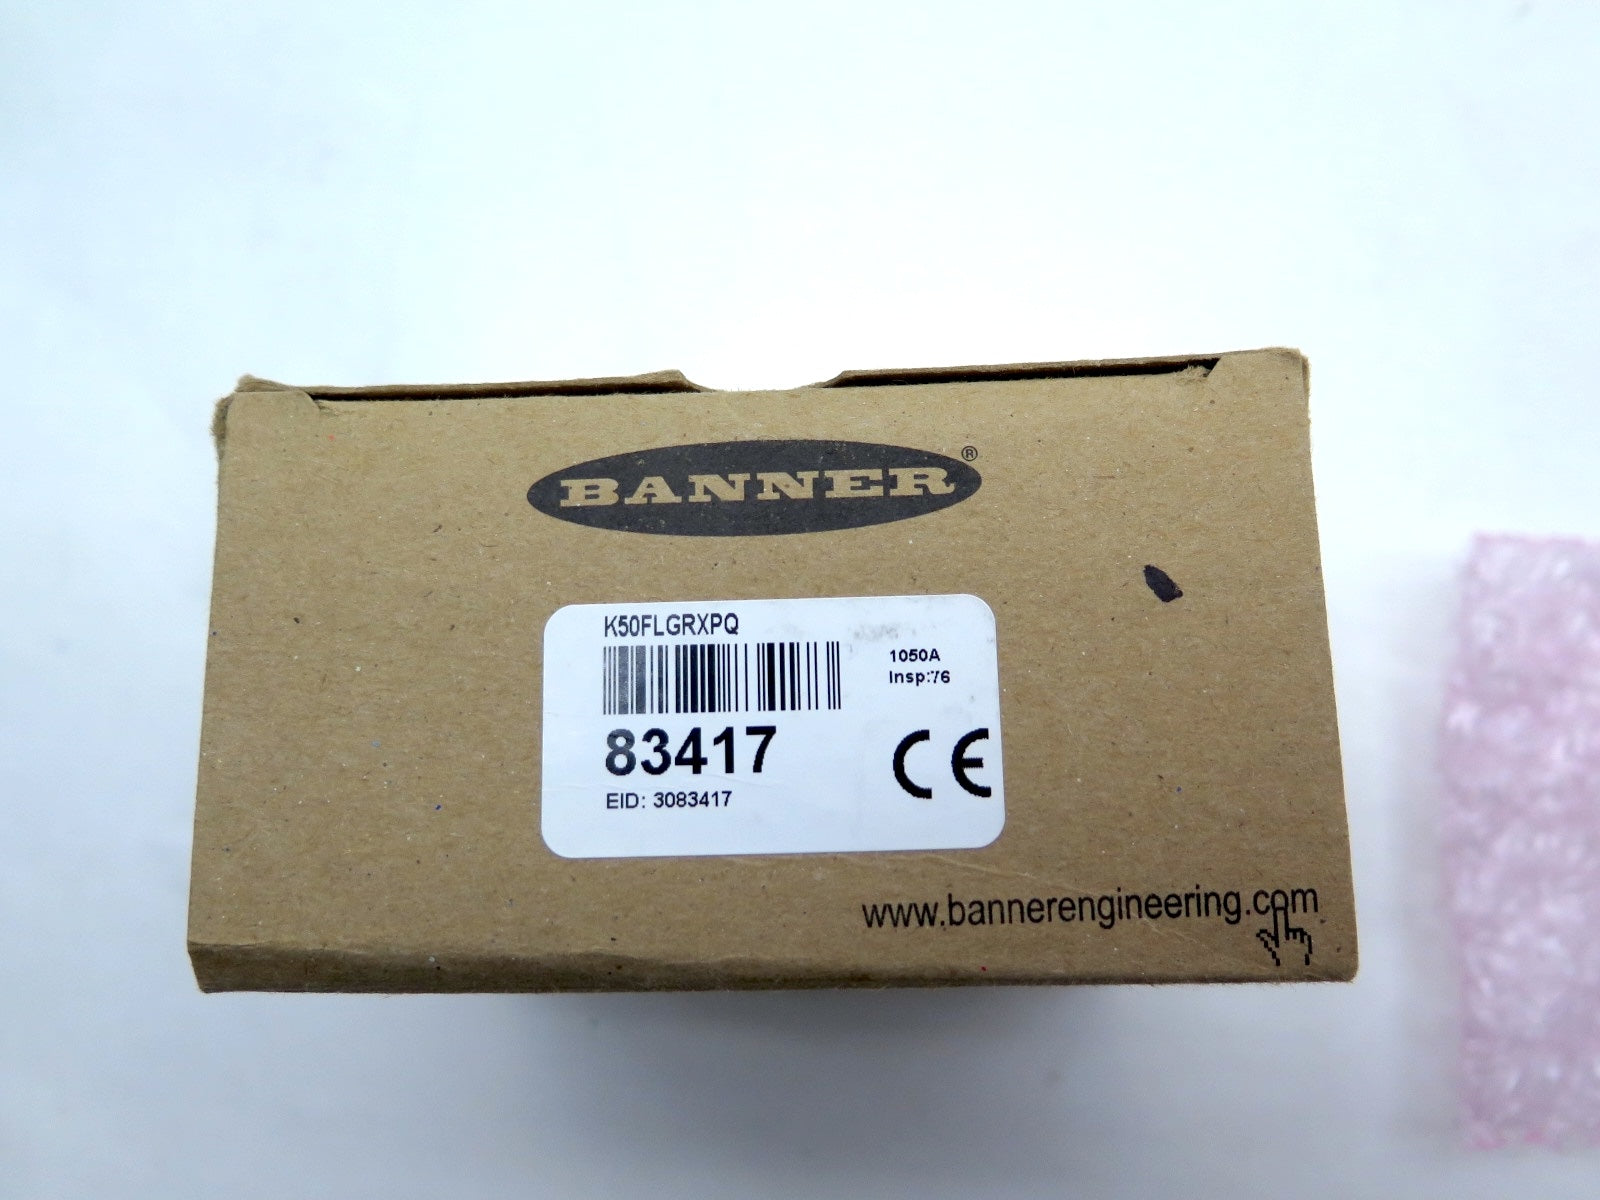 BANNER®
K50FLGRXPQ
1050A
Insp:76
83417
EID: 3083417
CE
www.bannerengineering.com